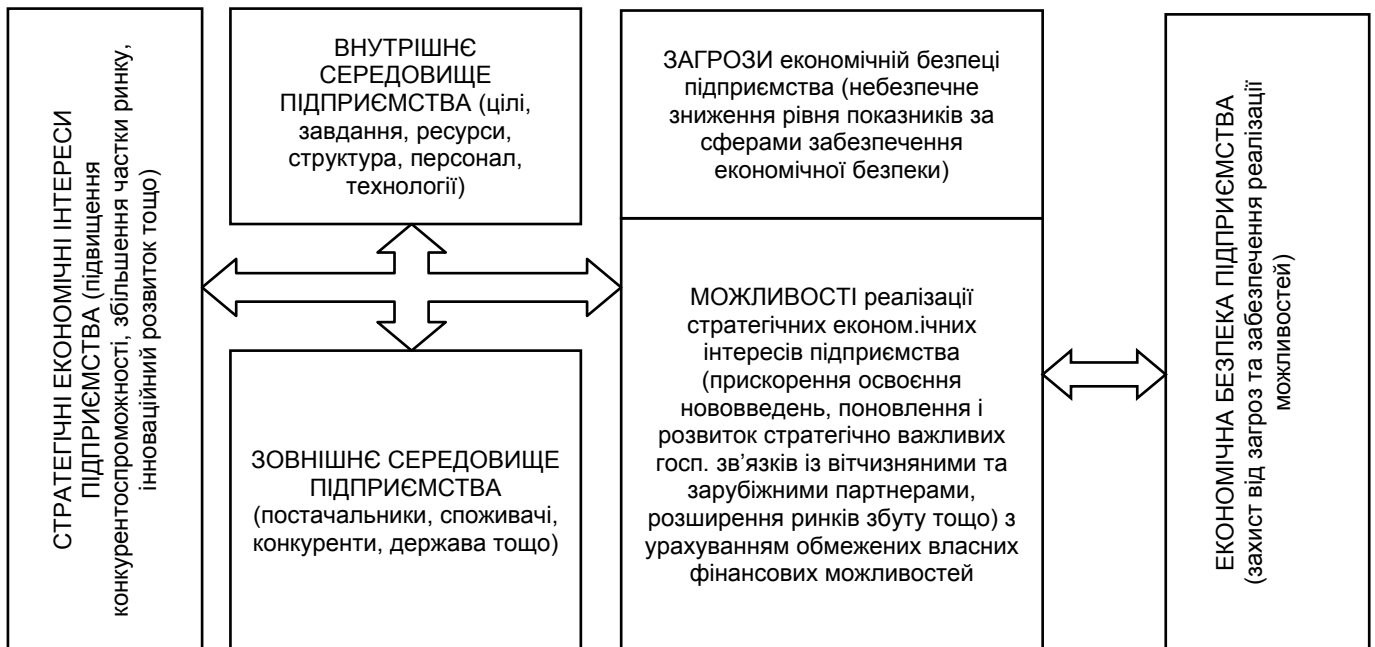 СТРАТЕГІЧНІ ЕКОНОМІЧНІ ІНТЕРЕСИ
ПІДПРИЄМСТВА (підвищення
конкурентоспроможності, збільшення частки ринку,
інноваційний розвиток тощо)
ВНУТРІШНЄ
СЕРЕДОВИЩЕ
ПІДПРИЄМСТВА (цілі,
завдання, ресурси,
структура, персонал,
технології)
ЗОВНІШНЄ СЕРЕДОВИЩЕ
ПІДПРИЄМСТВА
(постачальники, споживачі,
конкуренти, держава тощо)
ЗАГРОЗИ економічній безпеці
підприємства (небезпечне
зниження рівня показників за
сферами забезпечення
економічної безпеки)
МОЖЛИВОСТІ реалізації
стратегічних економ.ічних
інтересів підприємства
(прискорення освоєння
нововведень, поновлення і
розвиток стратегічно важливих
госп. зв’язків із вітчизняними та
зарубіжними партнерами,
розширення ринків збуту тощо) з
урахуванням обмежених власних
фінансових можливостей
ЕКОНОМІЧНА БЕЗПЕКА ПІДПРИЄМСТВА
(захист від загроз та забезпечення реалізації
можливостей)